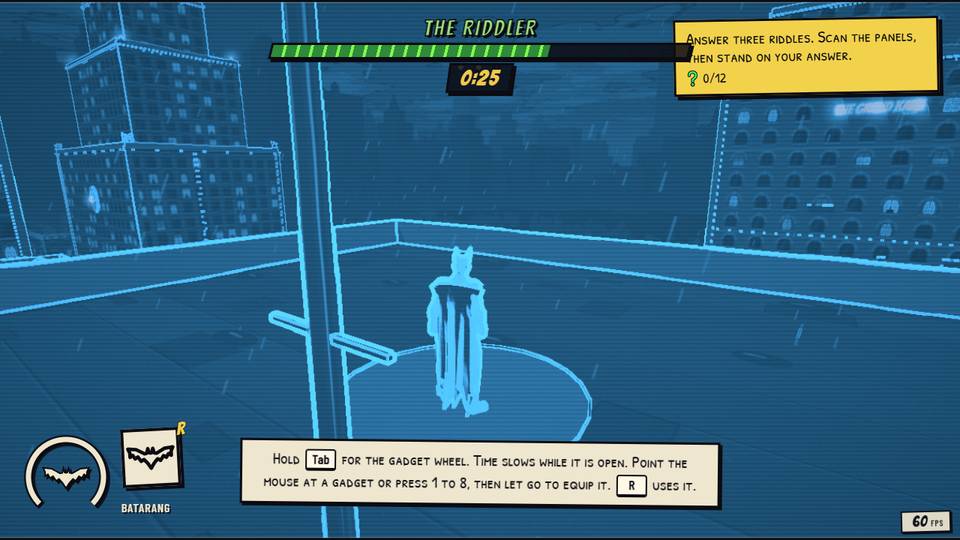 THE RIDDLER
0:25
ANSWER THREE RIDDLES. SCAN THE PANELS,
THEN STAND ON YOUR ANSWER.
? 0/12
R
BATARANG
HOLD Tab FOR THE GADGET WHEEL. TIME SLOWS WHILE IT IS OPEN. POINT THE
MOUSE AT A GADGET OR PRESS 1 TO 8, THEN LET GO TO EQUIP IT. R USES IT.
60 FPS